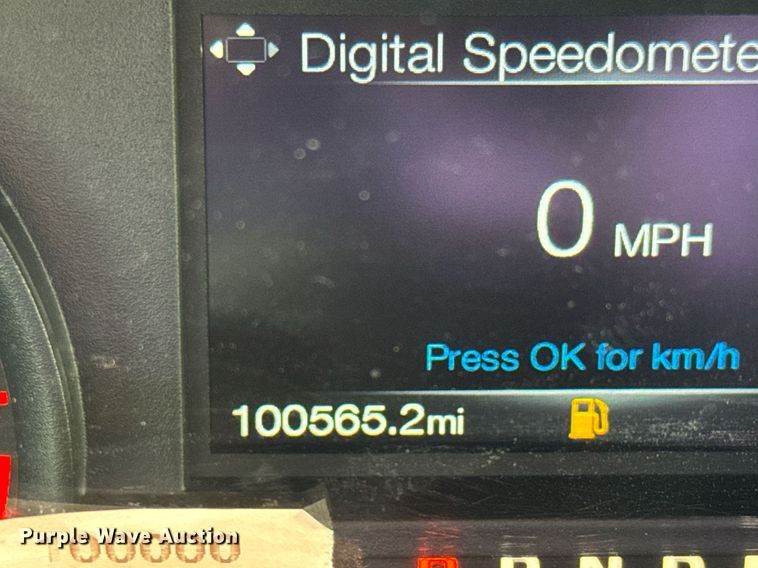 Digital Speedomete
0 MPH
Press OK for km/h
100565.2mi
Purple Wave Auction
P R N D